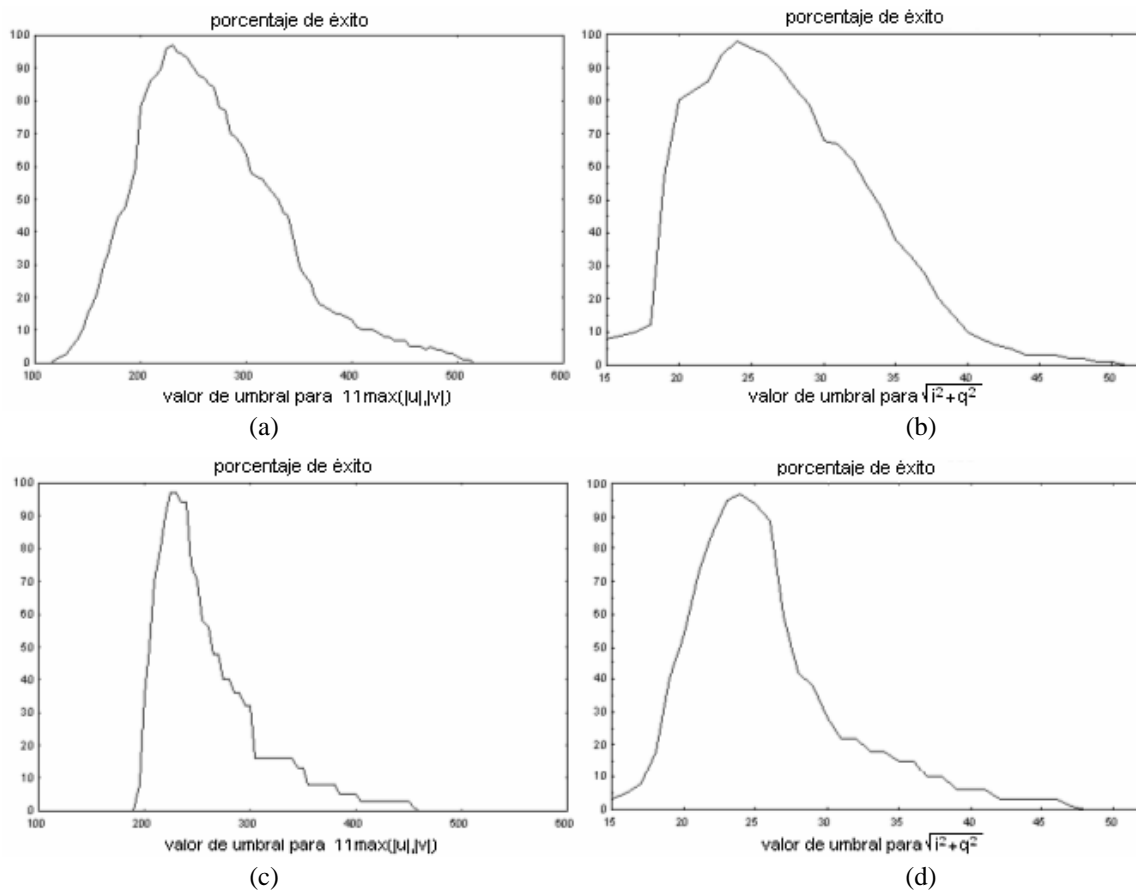 porcentaje de éxito
100
90
80
70
60
50
40
30
20
10
0
100 200 300 400 500 600
valor de umbral para 11max(|u|,|v|)
(a)
porcentaje de éxito
100
90
80
70
60
50
40
30
20
10
0
15 20 25 30 35 40 45 50
valor de umbral para √i²+q²
(b)
porcentaje de éxito
100
90
80
70
60
50
40
30
20
10
0
100 200 300 400 500 600
valor de umbral para 11max(|u|,|v|)
(c)
porcentaje de éxito
100
90
80
70
60
50
40
30
20
10
0
15 20 25 30 35 40 45 50
valor de umbral para √i²+q²
(d)